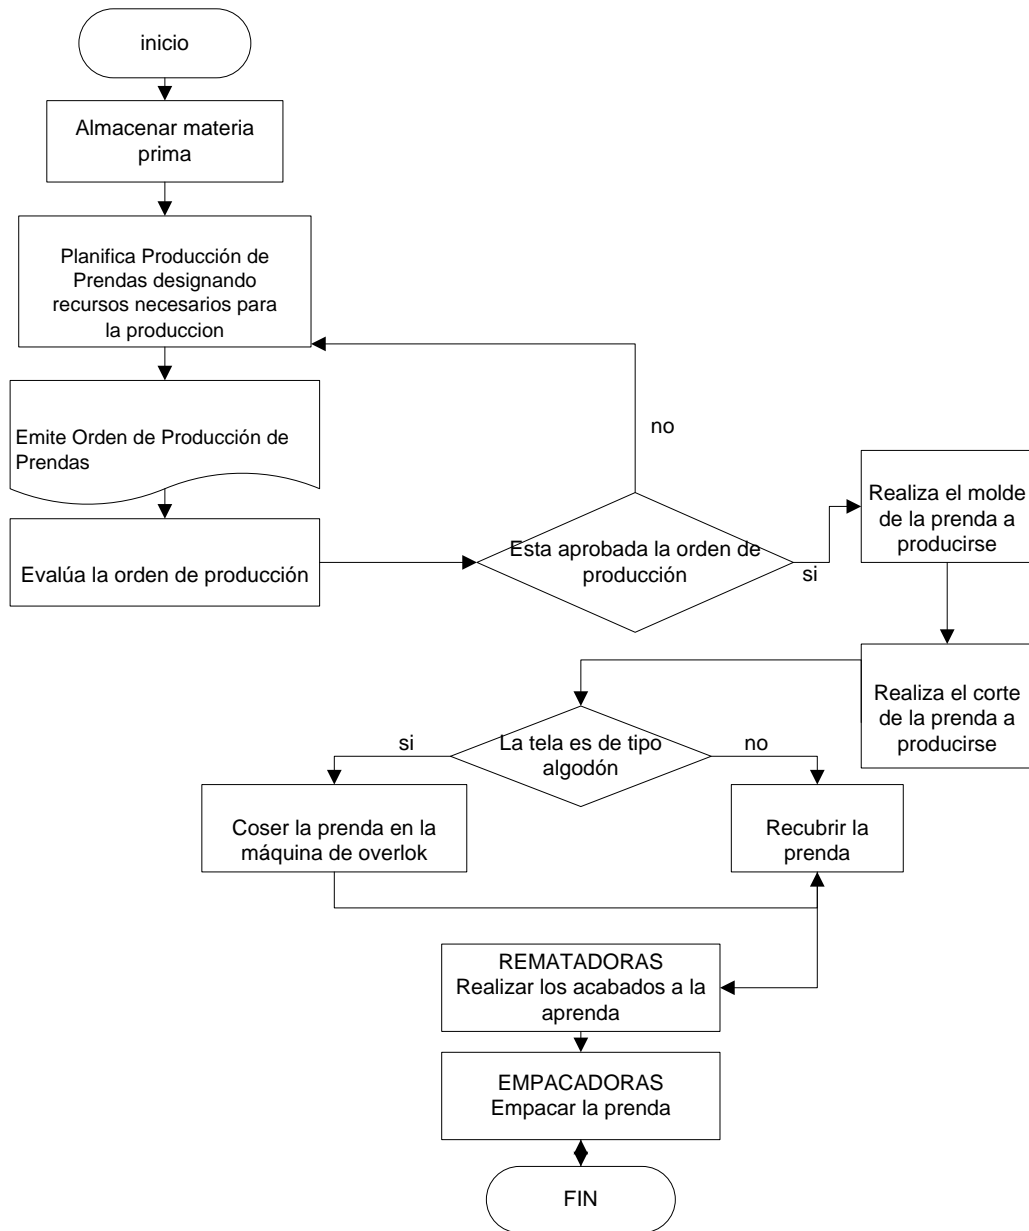 inicio
Almacenar materia
prima
Planifica Producción de
Prendas designando
recursos necesarios para
la produccion
Emite Orden de Producción de
Prendas
Evalúa la orden de producción
Esta aprobada la orden de
producción
no
si
Realiza el molde
de la prenda a
producirse
Realiza el corte
de la prenda a
producirse
La tela es de tipo
algodón
si
no
Coser la prenda en la
máquina de overlok
Recubrir la
prenda
REMATADORAS
Realizar los acabados a la
aprenda
EMPACADORAS
Empacar la prenda
FIN